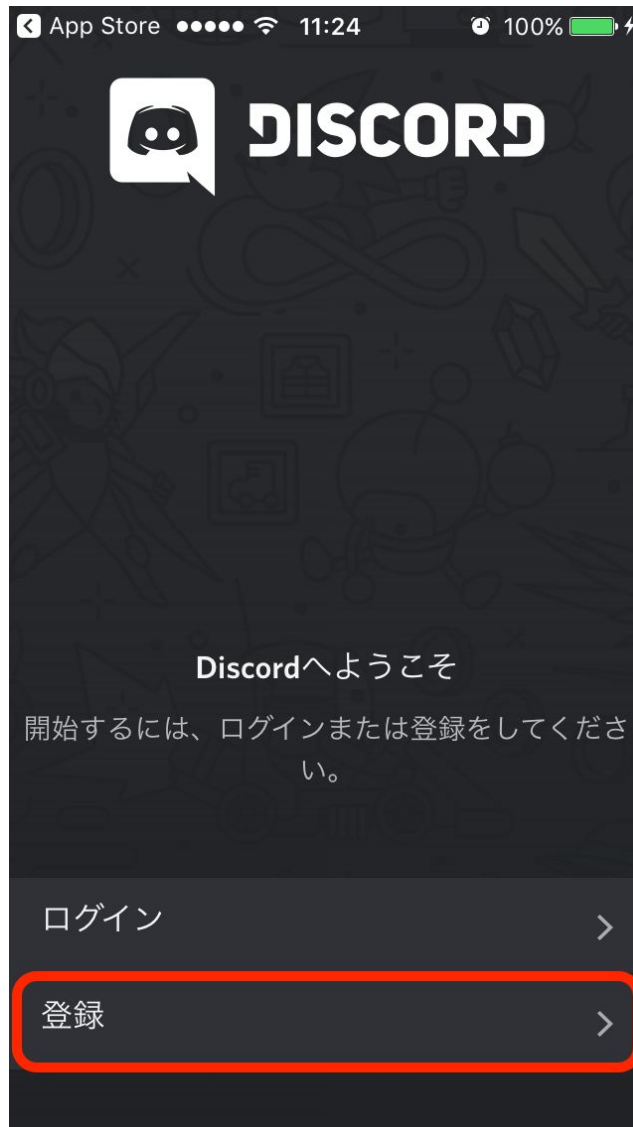 App Store 11:24 100%
DISCORD
Discordへようこそ
開始するには、ログインまたは登録をしてくださ
い。
ログイン
登録